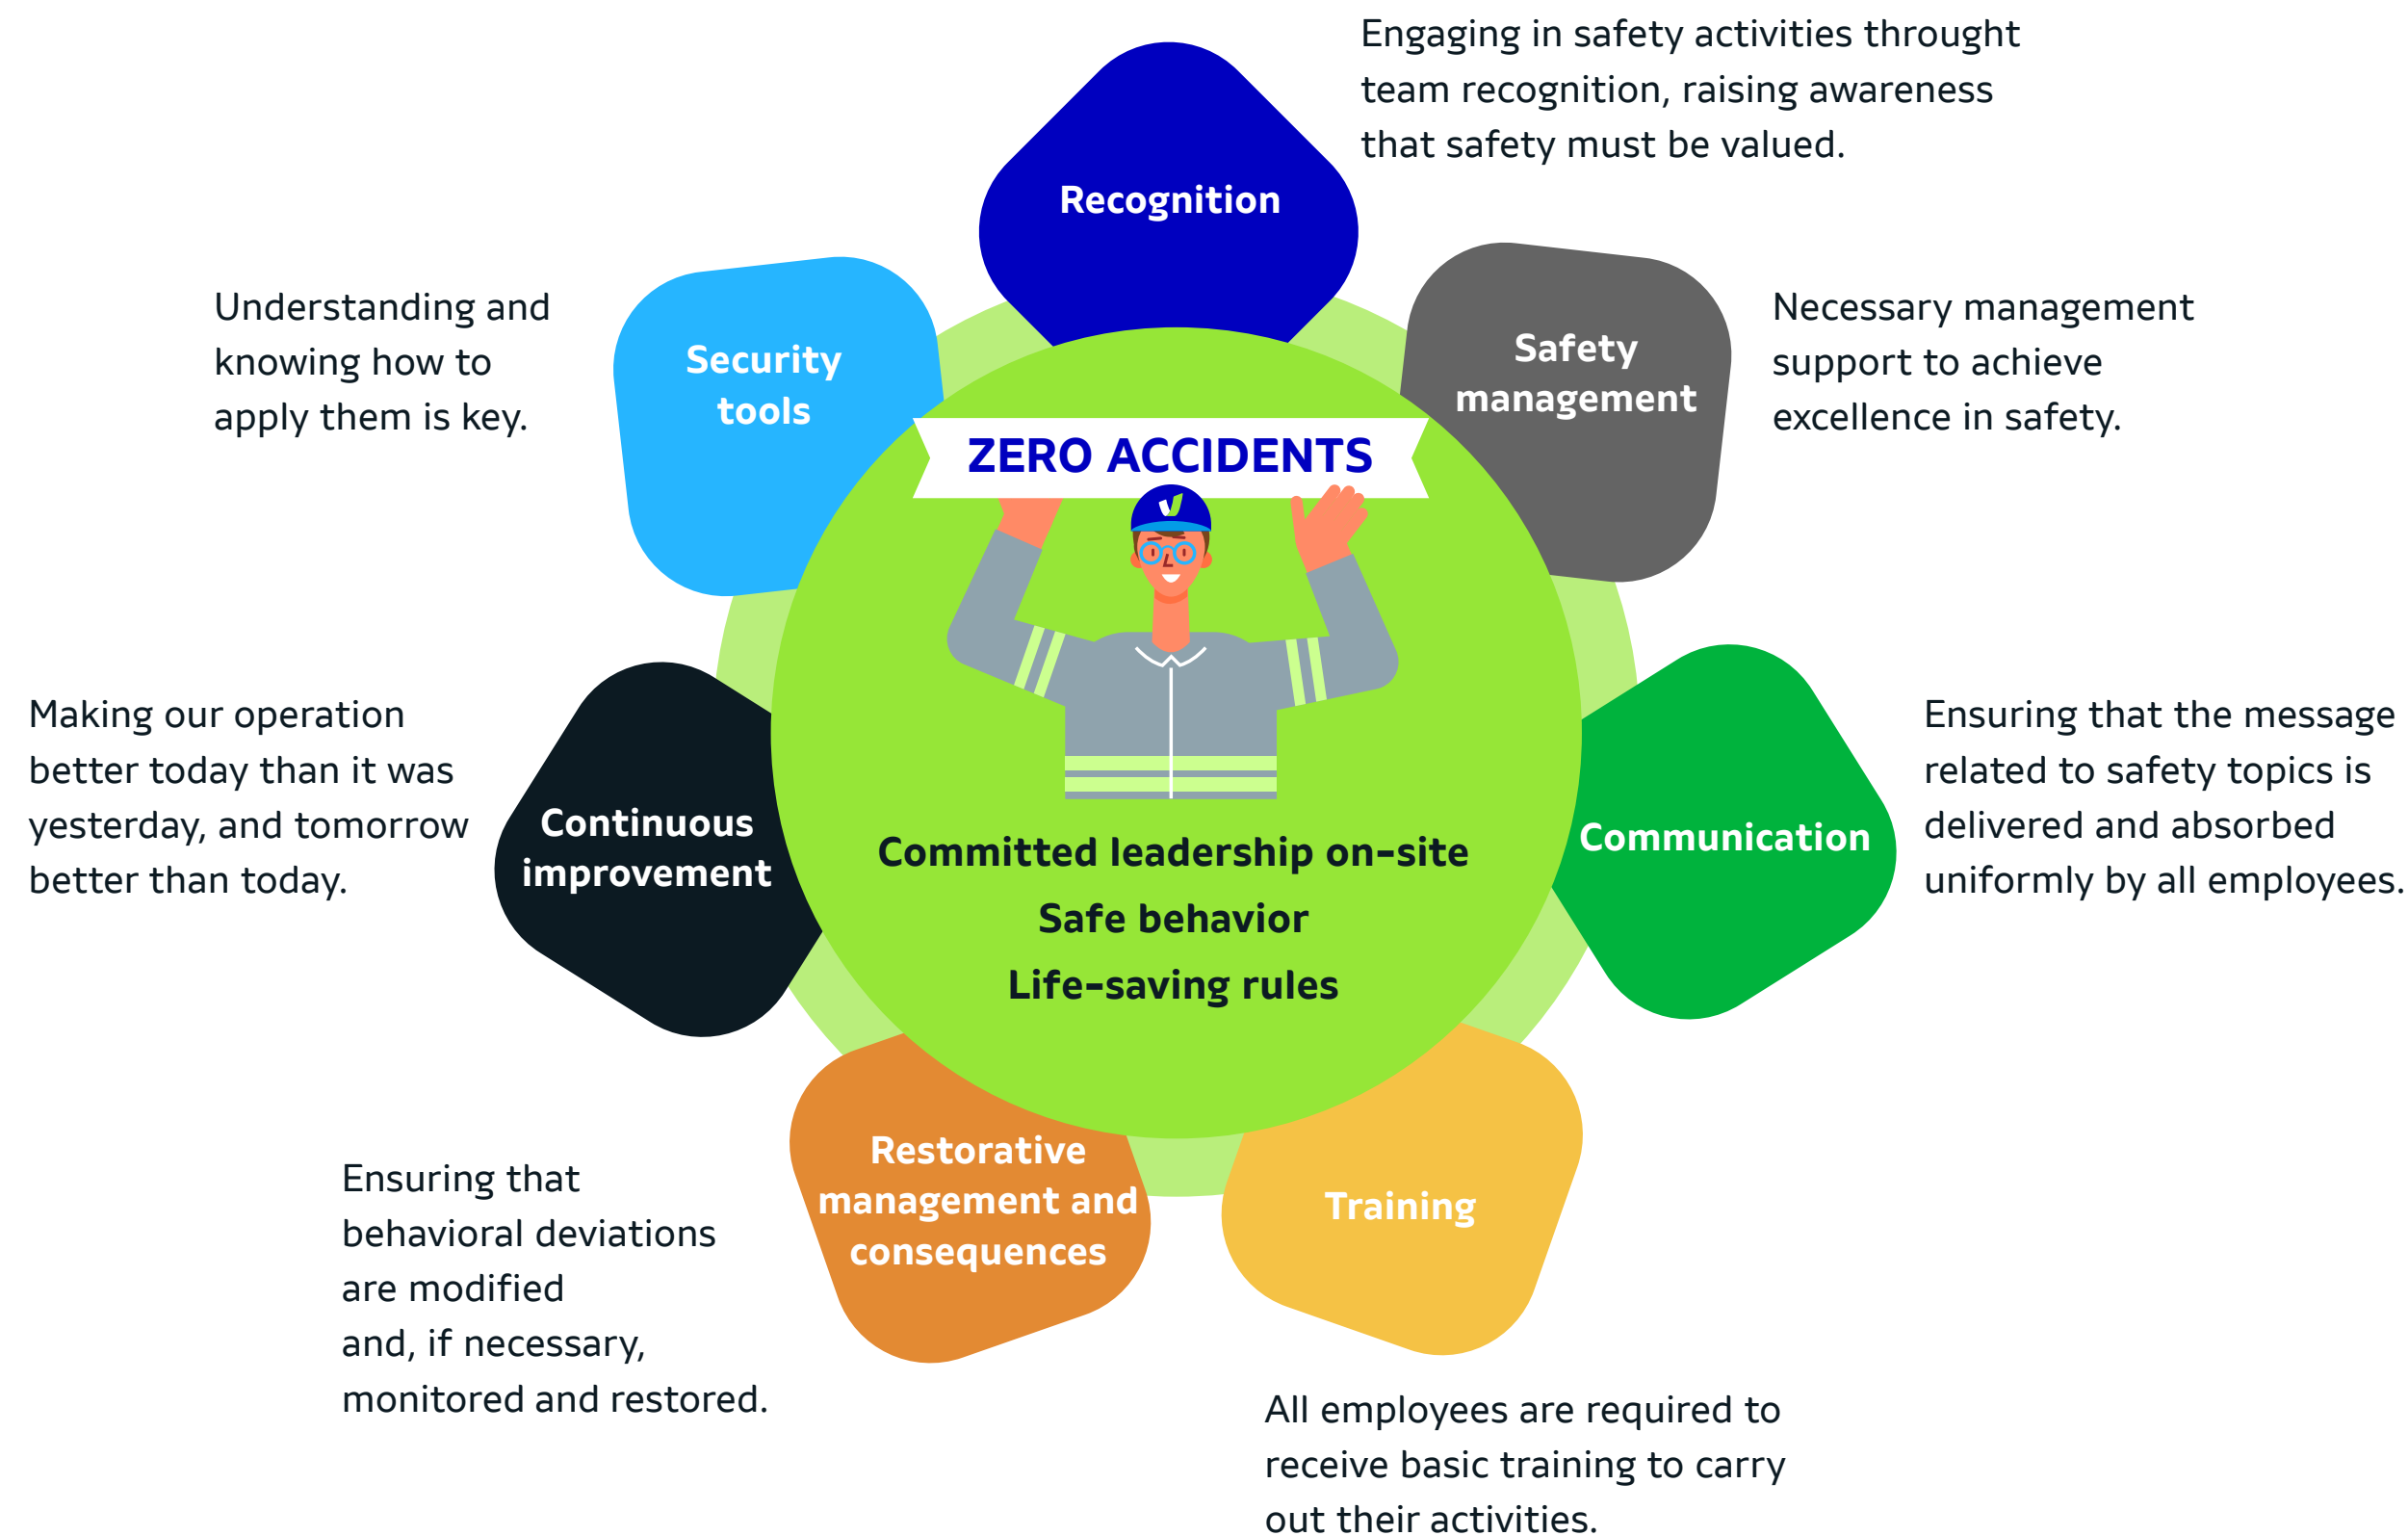 Engaging in safety activities throught
team recognition, raising awareness
that safety must be valued.
Recognition
Understanding and
knowing how to
apply them is key.
Security
tools
Safety
management
Necessary management
support to achieve
excellence in safety.
ZERO ACCIDENTS
Making our operation
better today than it was
yesterday, and tomorrow
better than today.
Continuous
improvement
Committed leadership on-site
Safe behavior
Life-saving rules
Communication
Ensuring that the message
related to safety topics is
delivered and absorbed
uniformly by all employees.
Ensuring that
behavioral deviations
are modified
and, if necessary,
monitored and restored.
Restorative
management and
consequences
Training
All employees are required to
receive basic training to carry
out their activities.